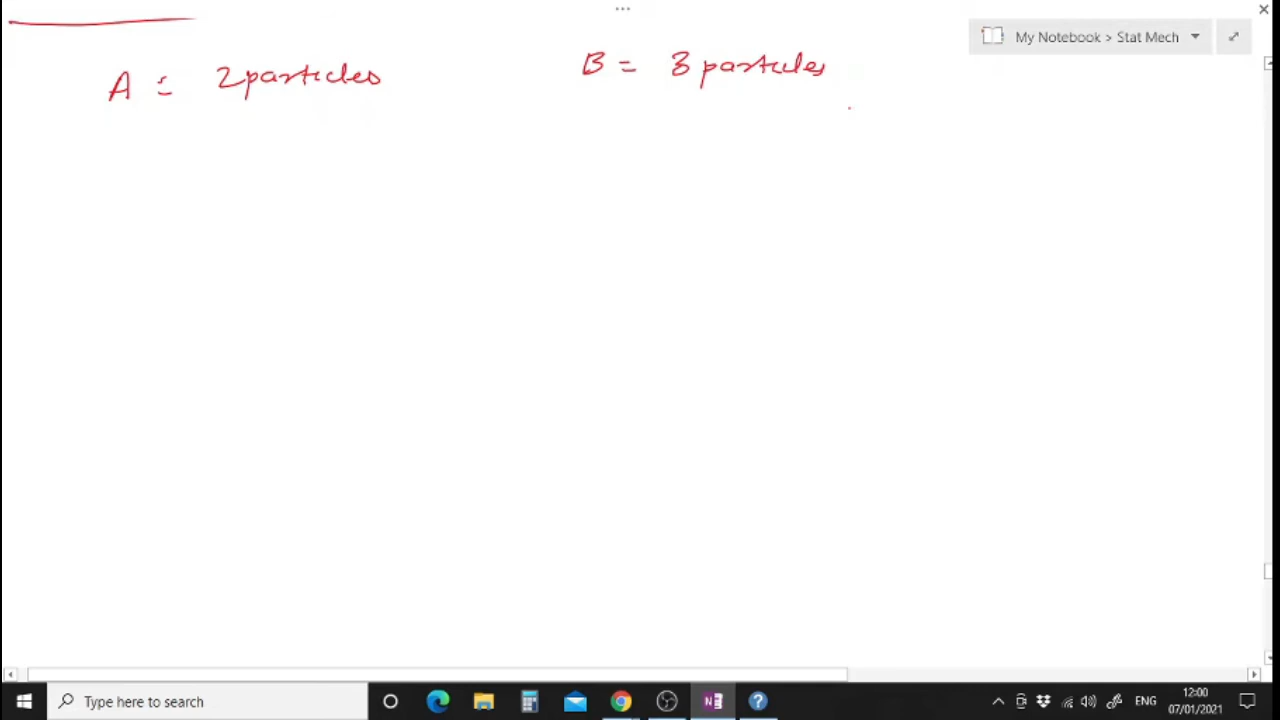 My Notebook > Stat Mech
A = 2 particles
B = 3 particles
Type here to search
ENG
12:00
07/01/2021